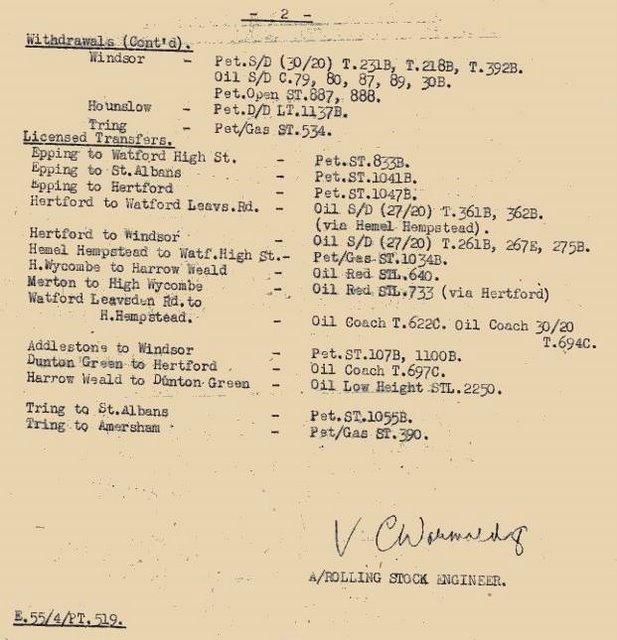 - 2 -
Withdrawals (Cont'd).
Windsor - Pet.S/D (30/20) T.231B, T.218B, T.392B.
Oil S/D C.79, 80, 87, 89, 30B.
Pet.Open ST.887, 888.
Hounslow - Pet.D/D LT.1137B.
Tring - Pet/Gas ST.534.
Licensed Transfers.
Epping to Watford High St. - Pet.ST.833B.
Epping to St.Albans - Pet.ST.1041B.
Epping to Hertford - Pet.ST.1047B.
Hertford to Watford Leavs.Rd. - Oil S/D (27/20) T.361B, 362B.
(via Hemel Hempstead).
Hertford to Windsor - Oil S/D (27/20) T.261B, 267E, 275B.
Hemel Hempstead to Watf.High St.- Pet/Gas ST.1034B.
H.Wycombe to Harrow Weald - Oil Red STL.640.
Merton to High Wycombe - Oil Red STL.733 (via Hertford)
Watford Leavsden Rd.to
H.Hempstead. - Oil Coach T.622C. Oil Coach 30/20
T.694C.
Addlestone to Windsor - Pet.ST.107B, 1100B.
Dunton Green to Hertford - Oil Coach T.697C.
Harrow Weald to Dunton Green - Oil Low Height STL.2250.
Tring to St.Albans - Pet.ST.1055B.
Tring to Amersham - Pet/Gas ST.390.
V C
A/ROLLING STOCK ENGINEER.
E.55/4/PT.519.